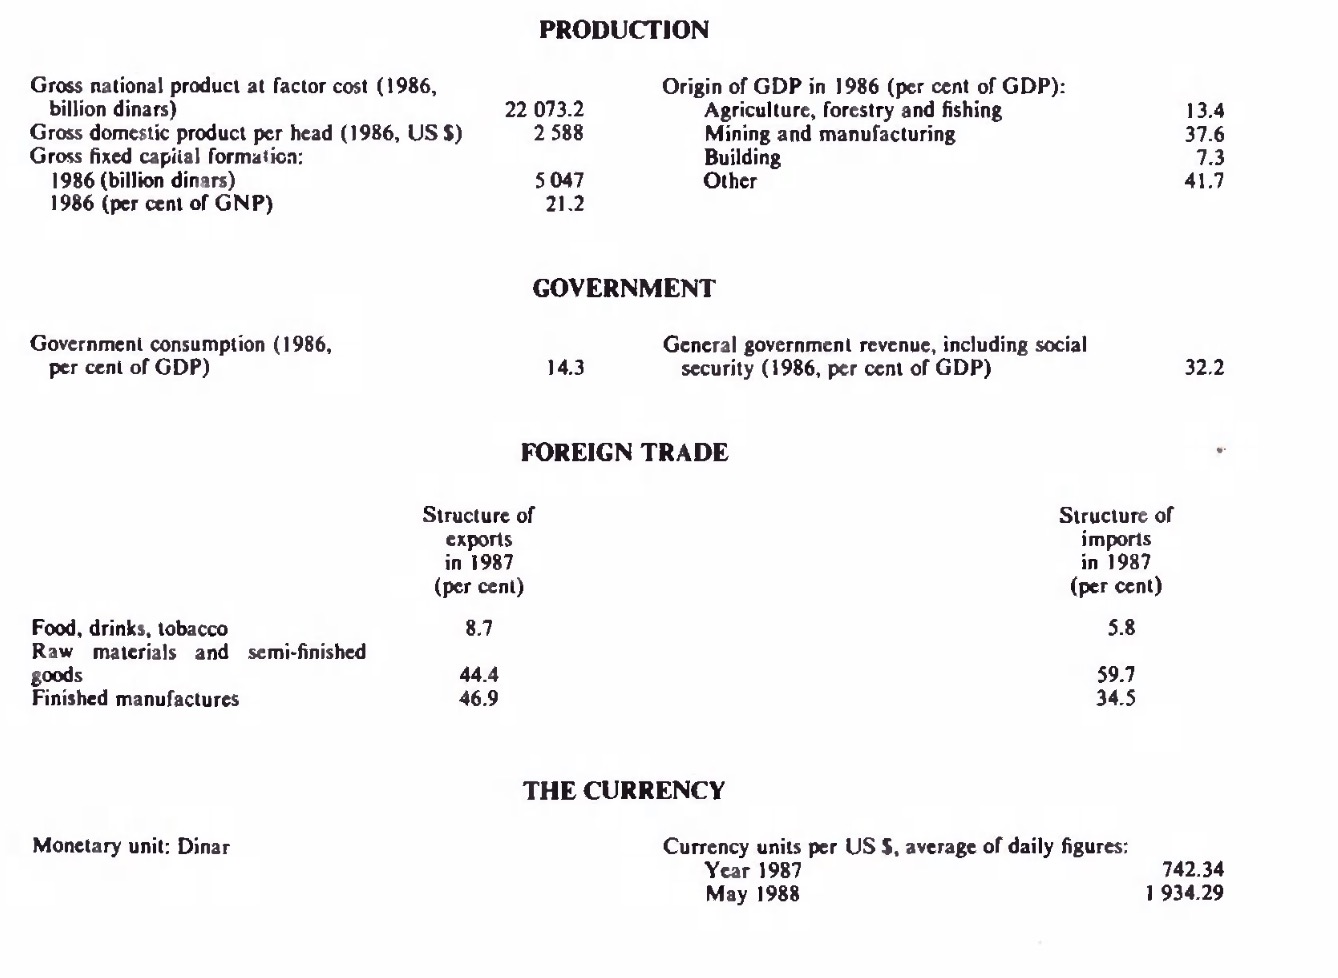 PRODUCTION
Gross national product at factor cost (1986,
billion dinars) 22 073.2
Gross domestic product per head (1986, US $) 2 588
Gross fixed capital formation:
1986 (billion dinars) 5 047
1986 (per cent of GNP) 21.2
Origin of GDP in 1986 (per cent of GDP):
Agriculture, forestry and fishing 13.4
Mining and manufacturing 37.6
Building 7.3
Other 41.7
GOVERNMENT
Government consumption (1986,
per cent of GDP) 14.3
General government revenue, including social
security (1986, per cent of GDP) 32.2
FOREIGN TRADE
Structure of
exports
in 1987
(per cent)
Structure of
imports
in 1987
(per cent)
Food, drinks, tobacco 8.7 5.8
Raw materials and semi-finished
goods 44.4 59.7
Finished manufactures 46.9 34.5
THE CURRENCY
Monetary unit: Dinar
Currency units per US $, average of daily figures:
Year 1987 742.34
May 1988 1 934.29